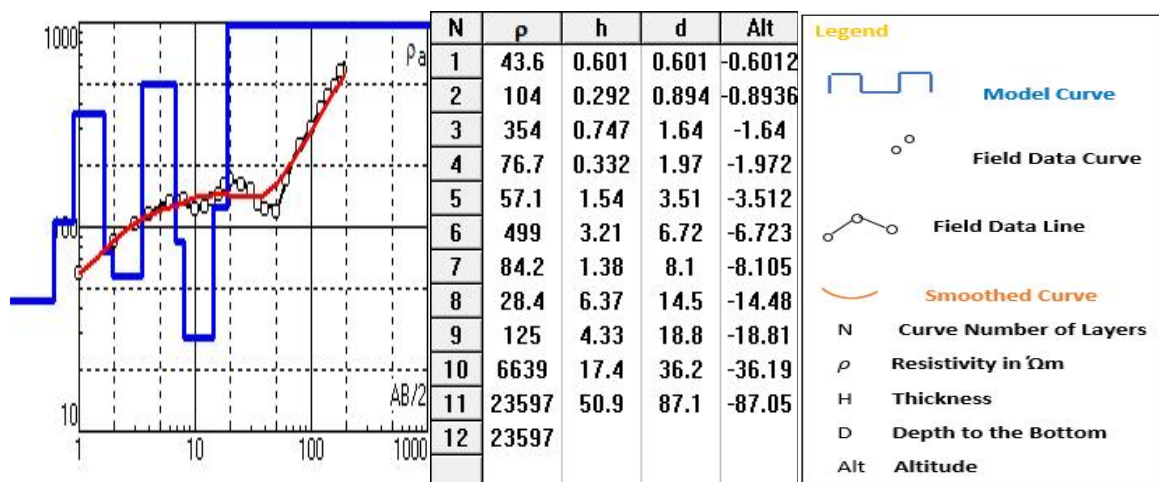 1000
ρa
100
10
AB/2
1 10 100 1000
N ρ h d Alt
1 43.6 0.601 0.601 -0.6012
2 104 0.292 0.894 -0.8936
3 354 0.747 1.64 -1.64
4 76.7 0.332 1.97 -1.972
5 57.1 1.54 3.51 -3.512
6 499 3.21 6.72 -6.723
7 84.2 1.38 8.1 -8.105
8 28.4 6.37 14.5 -14.48
9 125 4.33 18.8 -18.81
10 6639 17.4 36.2 -36.19
11 23597 50.9 87.1 -87.05
12 23597
Legend
Model Curve
Field Data Curve
Field Data Line
Smoothed Curve
N Curve Number of Layers
ρ Resistivity in Ώm
H Thickness
D Depth to the Bottom
Alt Altitude